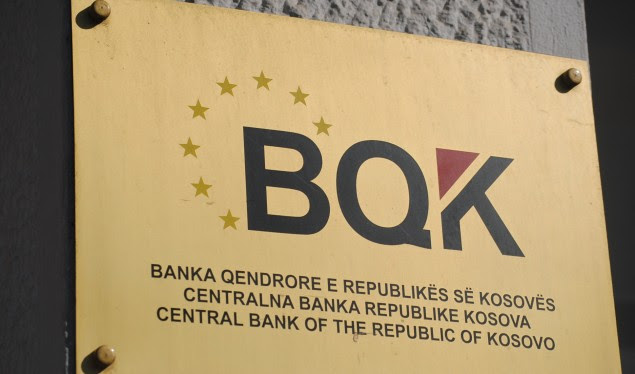 BQK
BANKA QENDRORE E REPUBLIKËS SË KOSOVËS
CENTRALNA BANKA REPUBLIKE KOSOVA
CENTRAL BANK OF THE REPUBLIC OF KOSOVO